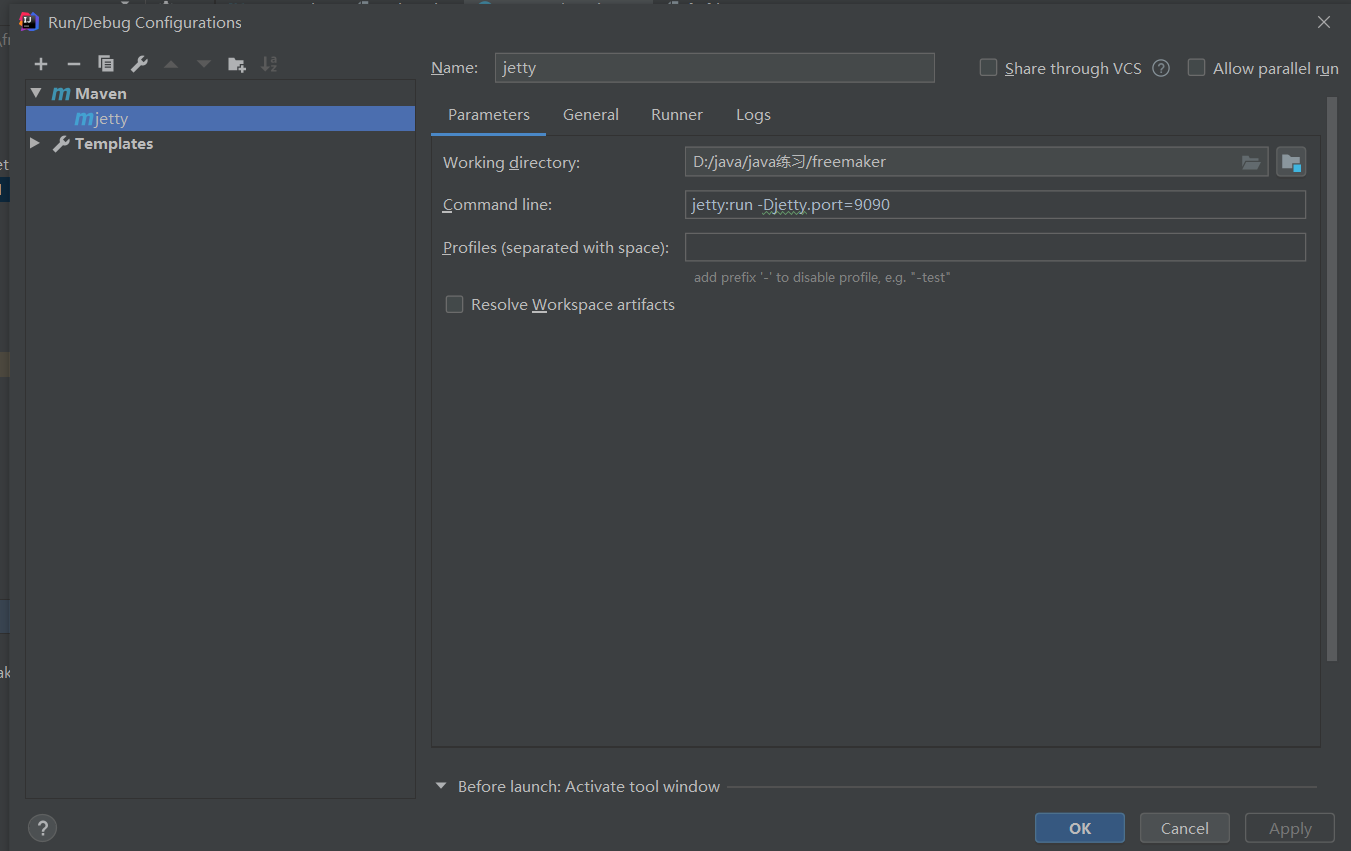 Run/Debug Configurations
Name: jetty
Share through VCS
Allow parallel run
Maven
jetty
Templates
Parameters General Runner Logs
Working directory: D:/java/java练习/freemaker
Command line: jetty:run -Djetty.port=9090
Profiles (separated with space):
add prefix '-' to disable profile, e.g. "-test"
Resolve Workspace artifacts
Before launch: Activate tool window
?
OK Cancel Apply